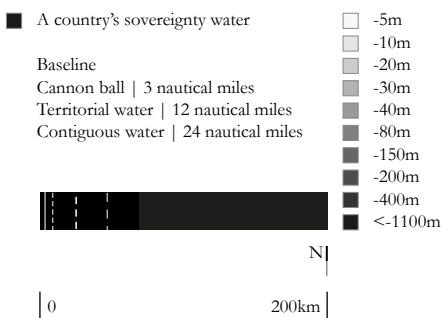 A country's sovereignty water
Baseline
Cannon ball | 3 nautical miles
Territorial water | 12 nautical miles
Contiguous water | 24 nautical miles
-5m
-10m
-20m
-30m
-40m
-80m
-150m
-200m
-400m
<-1100m
N
0 200km